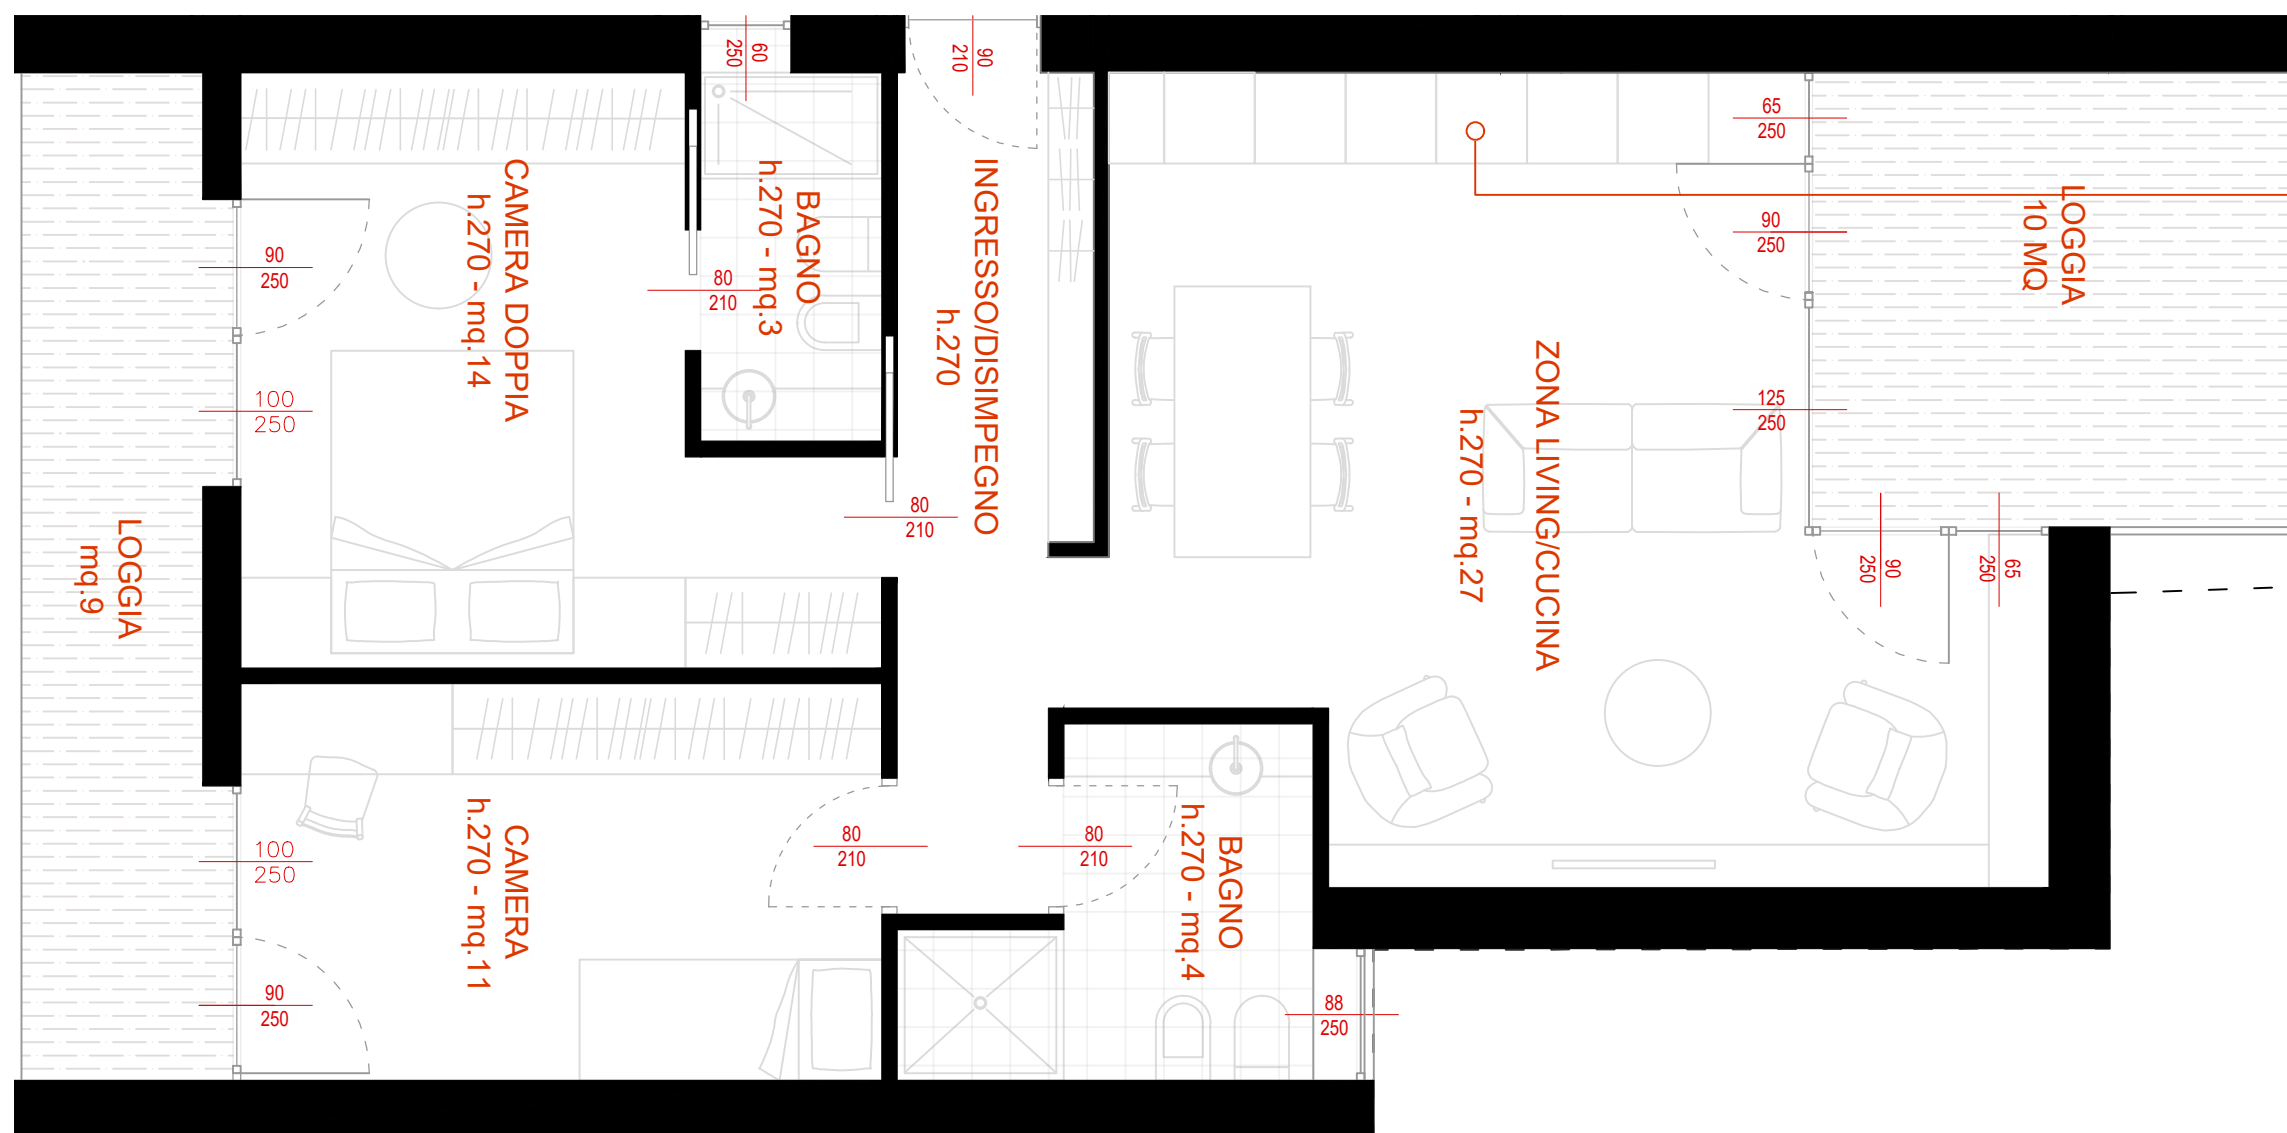 60
250
90
210
65
250
90
250
LOGGIA
10 MQ
CAMERA DOPPIA
h.270 - mq.14
BAGNO
h.270 - mq.3
INGRESSO/DISIMPEGNO
h.270
90
250
80
210
ZONA LIVING/CUCINA
h.270 - mq.27
100
250
125
250
80
210
LOGGIA
mq.9
90
250
65
250
CAMERA
h.270 - mq.11
BAGNO
h.270 - mq.4
100
250
80
210
80
210
90
250
88
250